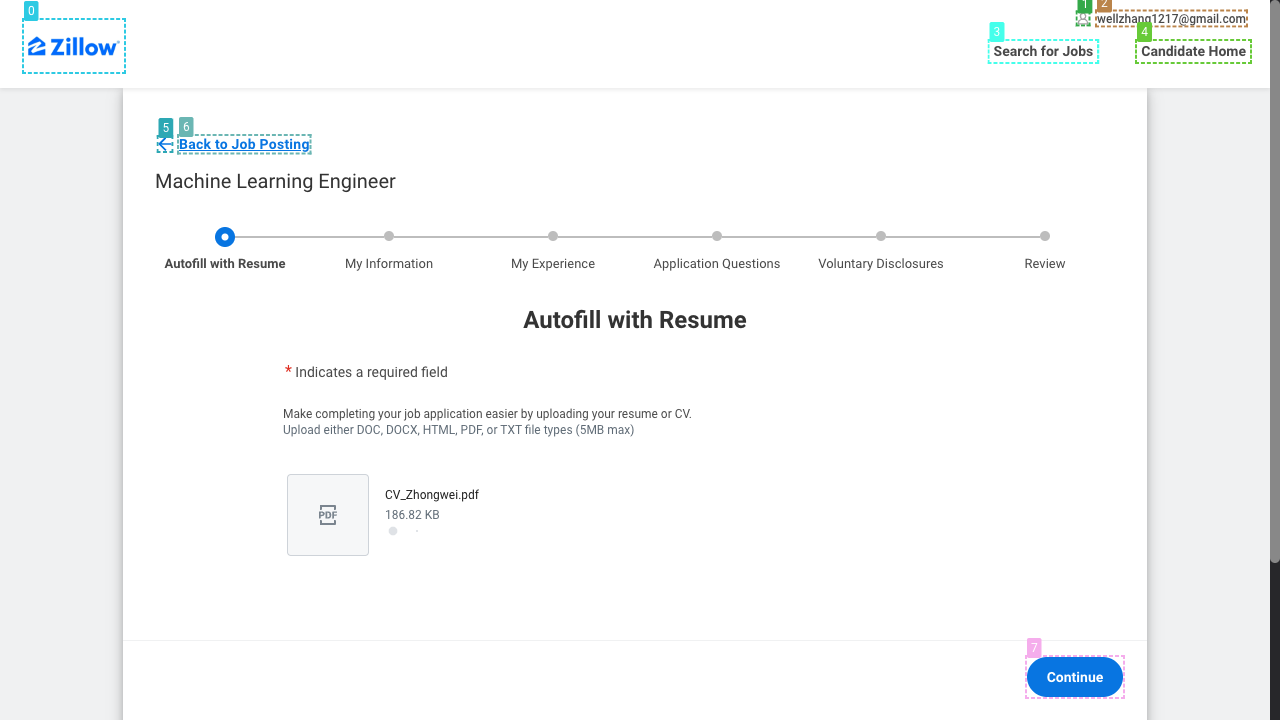 0
1
2
wellzhang1217@gmail.com
Zillow
3
4
Search for Jobs
Candidate Home
5
6
Back to Job Posting
Machine Learning Engineer
Autofill with Resume
My Information
My Experience
Application Questions
Voluntary Disclosures
Review
Autofill with Resume
* Indicates a required field
Make completing your job application easier by uploading your resume or CV.
Upload either DOC, DOCX, HTML, PDF, or TXT file types (5MB max)
CV_Zhongwei.pdf
PDF
186.82 KB
7
Continue